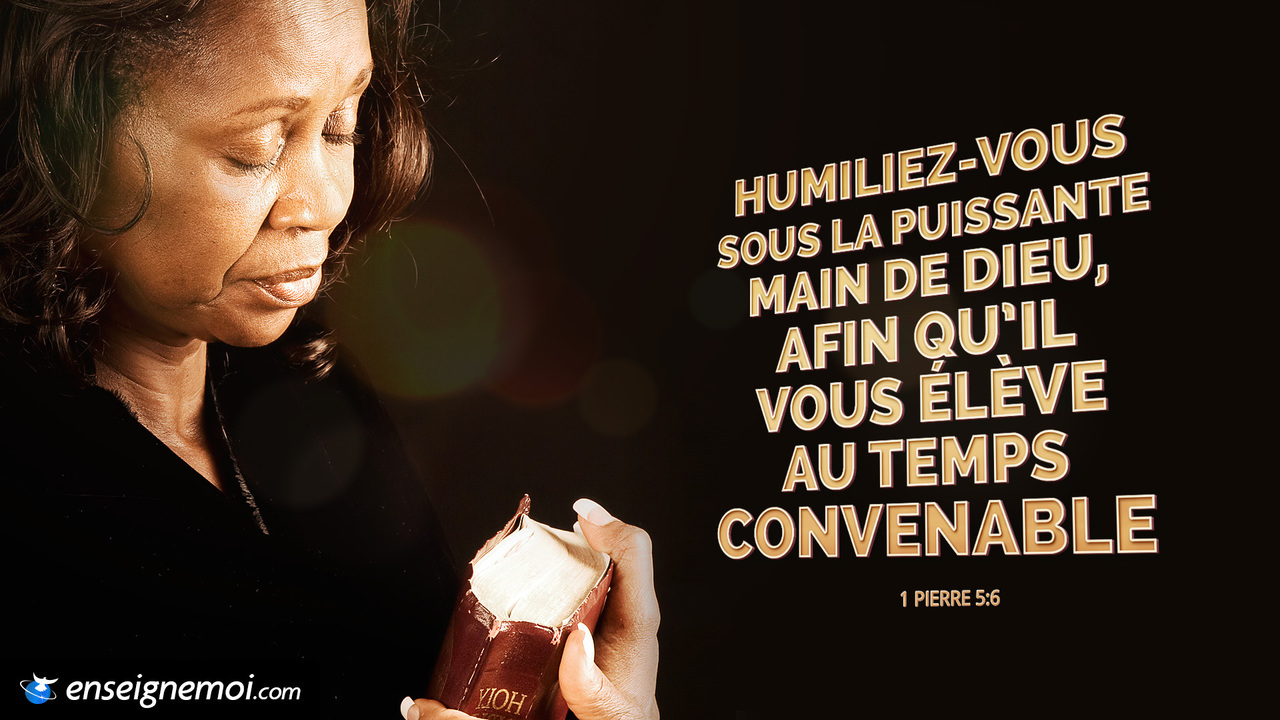 HUMILIEZ-VOUS
SOUS LA PUISSANTE
MAIN DE DIEU,
AFIN QU'IL
VOUS ÉLÈVE
AU TEMPS
CONVENABLE
1 PIERRE 5:6
HOLY
enseignemoi.com